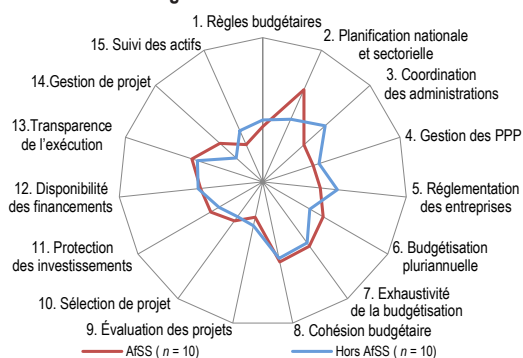 1. Règles budgétaires
2. Planification nationale
et sectorielle
3. Coordination
des administrations
4. Gestion des PPP
5. Réglementation
des entreprises
6. Budgétisation
pluriannuelle
7. Exhaustivité
de la budgétisation
8. Cohésion budgétaire
9. Évaluation des projets
10. Sélection de projet
11. Protection
des investissements
12. Disponibilité
des financements
13.Transparence
de l'exécution
14.Gestion de projet
15. Suivi des actifs
AfSS ( n = 10)
Hors AfSS ( n = 10)